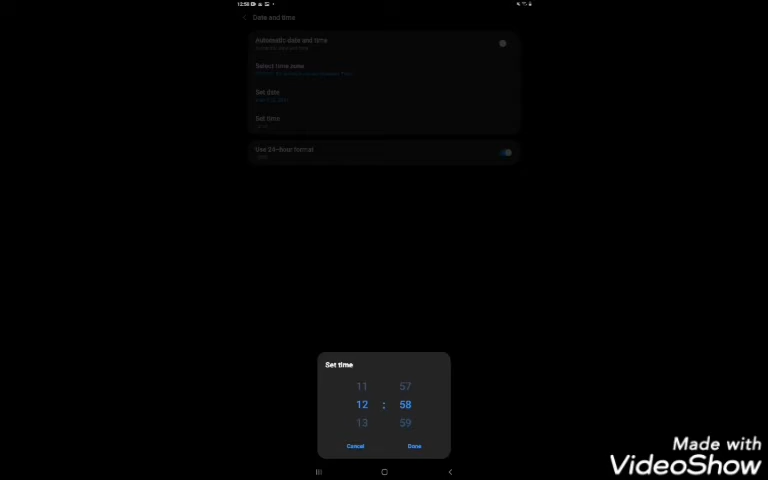 12:58
Date and time
Automatic date and time
Select time zone
Set date
Set time
Use 24-hour format
Set time
11 57
12 : 58
13 59
Cancel Done
Made with
VideoShow